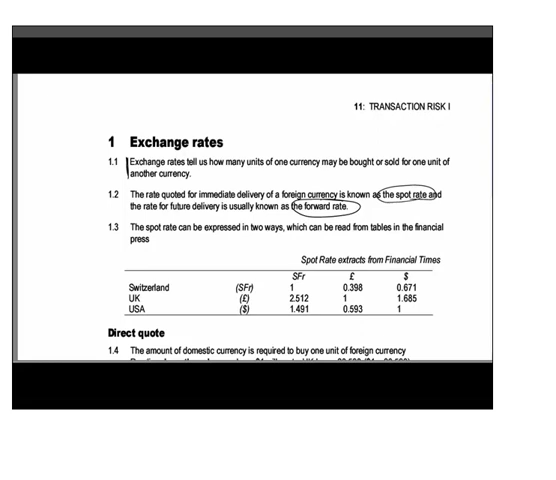 11: TRANSACTION RISK I
1 Exchange rates
1.1 Exchange rates tell us how many units of one currency may be bought or sold for one unit of
another currency.
1.2 The rate quoted for immediate delivery of a foreign currency is known as the spot rate and
the rate for future delivery is usually known as the forward rate.
1.3 The spot rate can be expressed in two ways, which can be read from tables in the financial
press
Spot Rate extracts from Financial Times
SFr £ $
Switzerland (SFr) 1 0.398 0.671
UK (£) 2.512 1 1.685
USA ($) 1.491 0.593 1
Direct quote
1.4 The amount of domestic currency is required to buy one unit of foreign currency